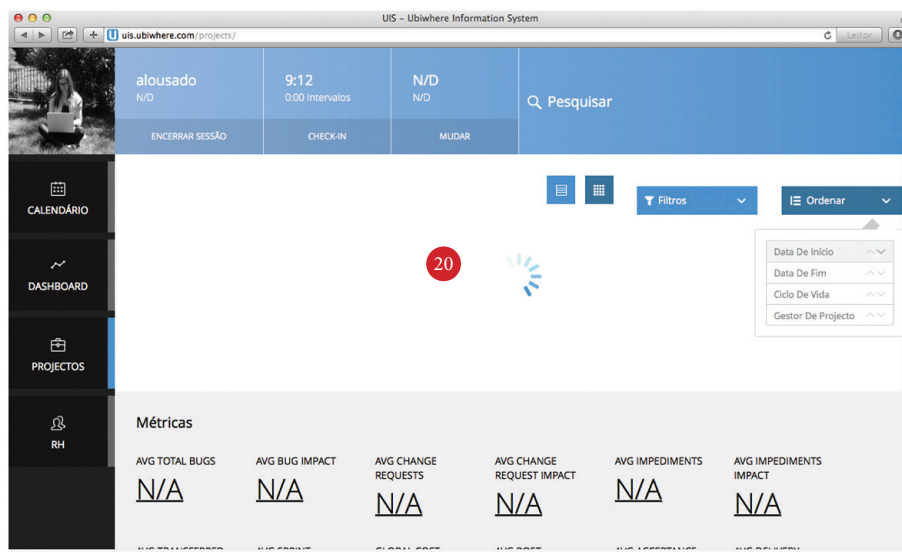 UIS – Ubiwhere Information System
uis.ubiwhere.com/projects/
Leitor
alousado
N/D
ENCERRAR SESSÃO
9:12
0:00 Intervalos
CHECK-IN
N/D
N/D
MUDAR
Pesquisar
CALENDÁRIO
DASHBOARD
PROJECTOS
RH
Filtros
Ordenar
20
Data De Início
Data De Fim
Ciclo De Vida
Gestor De Projecto
Métricas
AVG TOTAL BUGS
N/A
AVG BUG IMPACT
N/A
AVG CHANGE
REQUESTS
N/A
AVG CHANGE
REQUEST IMPACT
N/A
AVG IMPEDIMENTS
N/A
AVG IMPEDIMENTS
IMPACT
N/A